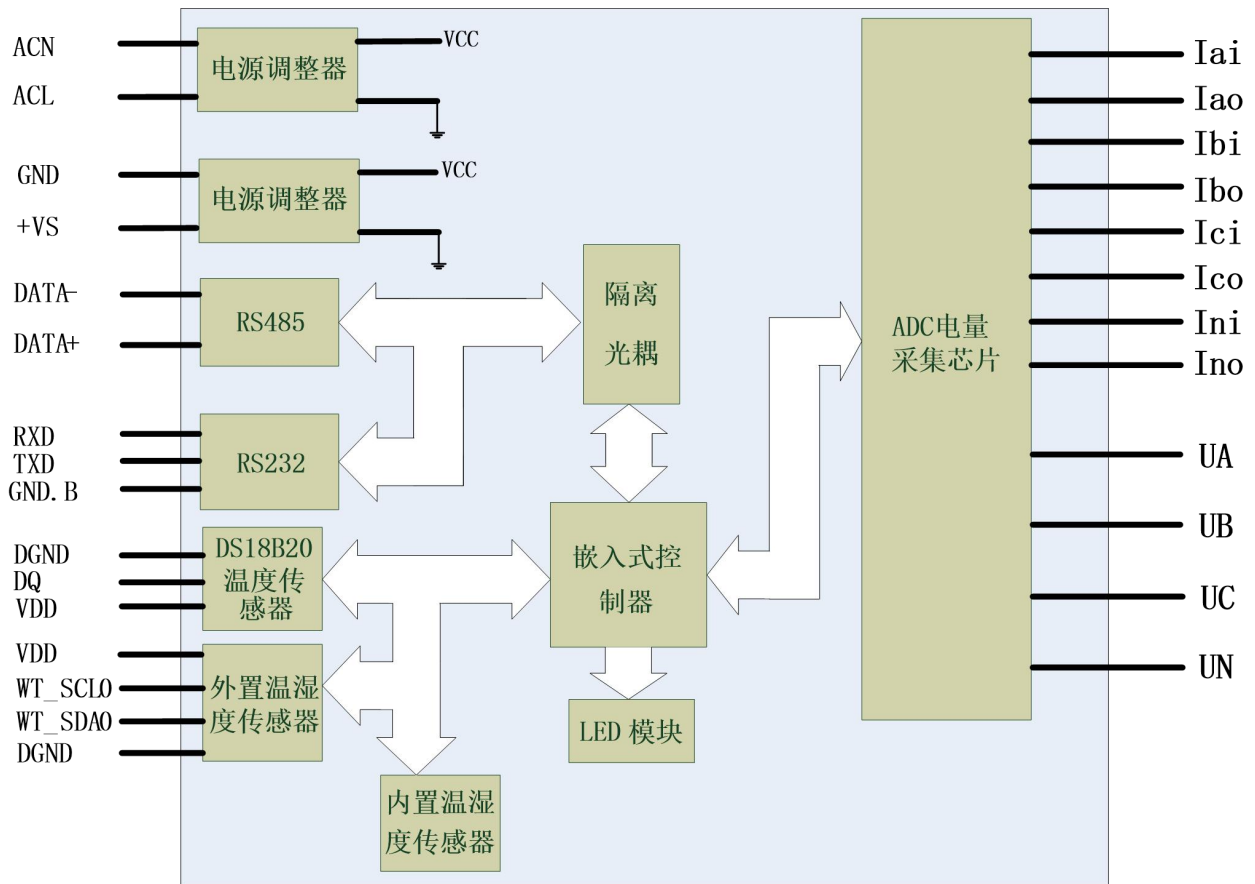 ACN
ACL
电源调整器
VCC
GND
+VS
电源调整器
VCC
DATA-
DATA+
RS485
隔离
光耦
RXD
TXD
GND.B
RS232
DGND
DQ
VDD
DS18B20
温度传
感器
嵌入式控
制器
VDD
WT_SCL0
WT_SDA0
DGND
外置温湿
度传感器
LED 模块
内置温湿
度传感器
ADC电量
采集芯片
Iai
Iao
Ibi
Ibo
Ici
Ico
Ini
Ino
UA
UB
UC
UN